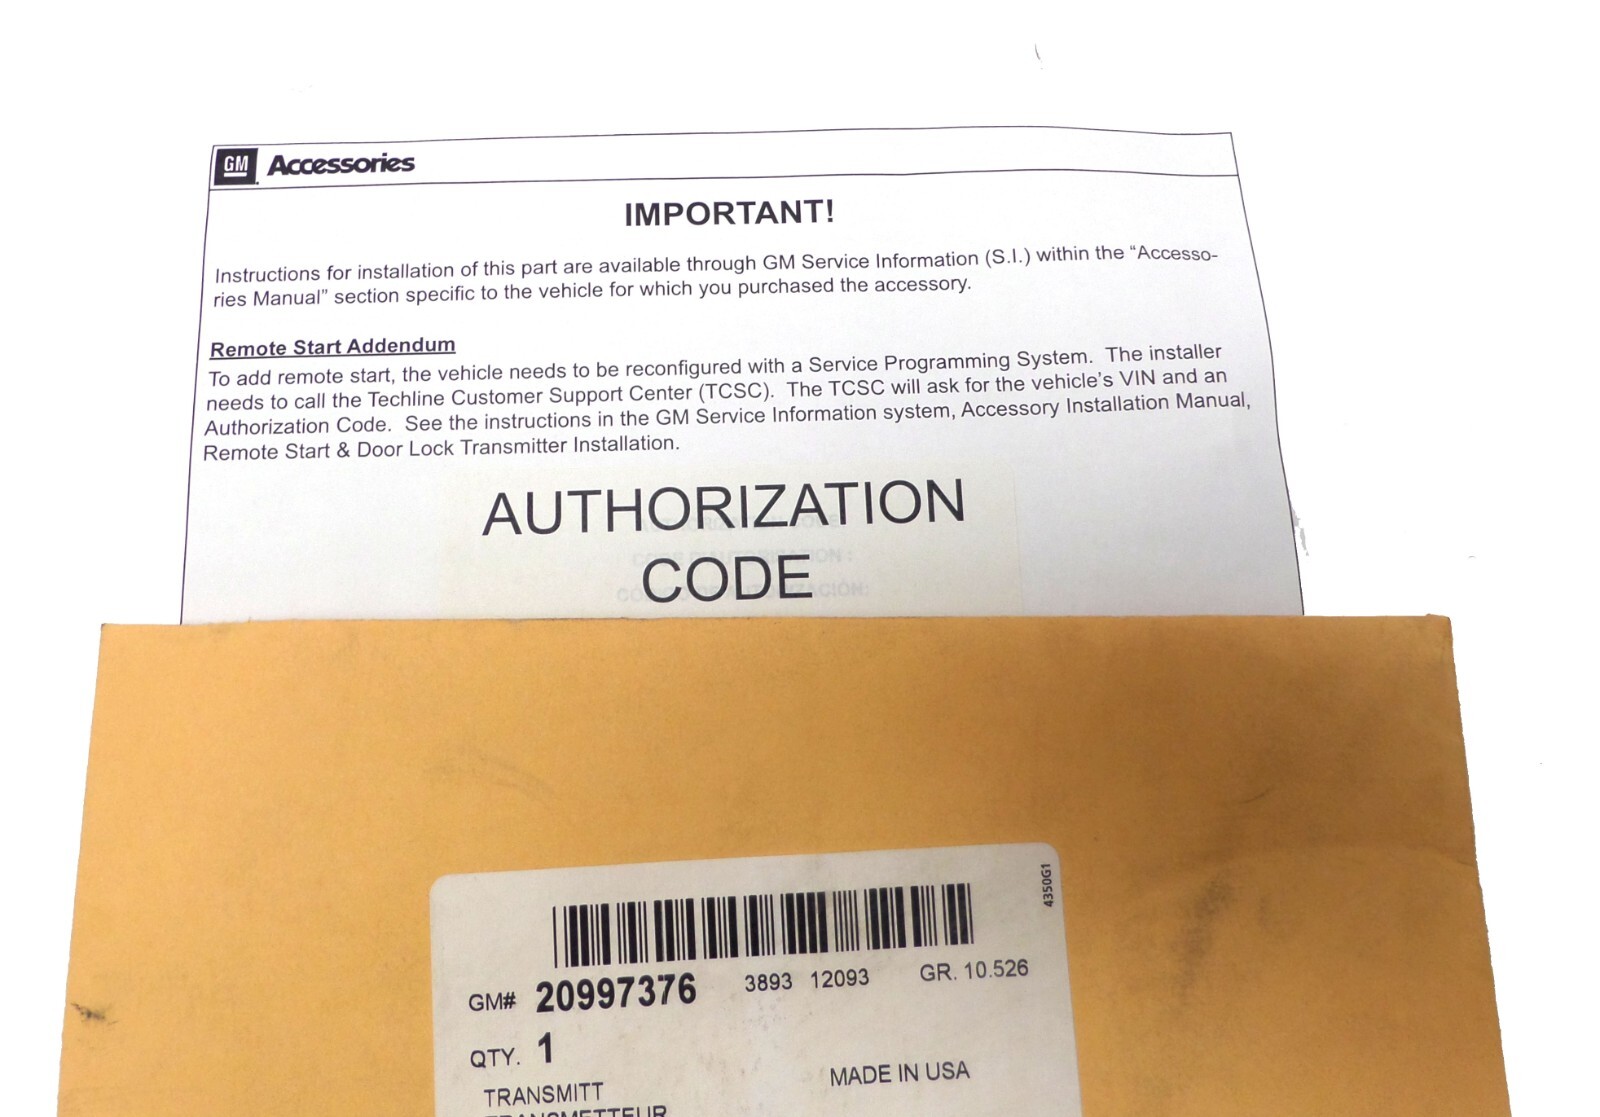 GM Accessories
IMPORTANT!
Instructions for installation of this part are available through GM Service Information (S.I.) within the “Accesso-
ries Manual” section specific to the vehicle for which you purchased the accessory.
Remote Start Addendum
To add remote start, the vehicle needs to be reconfigured with a Service Programming System. The installer
needs to call the Techline Customer Support Center (TCSC). The TCSC will ask for the vehicle’s VIN and an
Authorization Code. See the instructions in the GM Service Information system, Accessory Installation Manual,
Remote Start & Door Lock Transmitter Installation.
AUTHORIZATION
CODE
4350G1
GM# 20997376 3893 12093 GR. 10.526
QTY. 1
MADE IN USA
TRANSMITT
TRANSMETTEUR